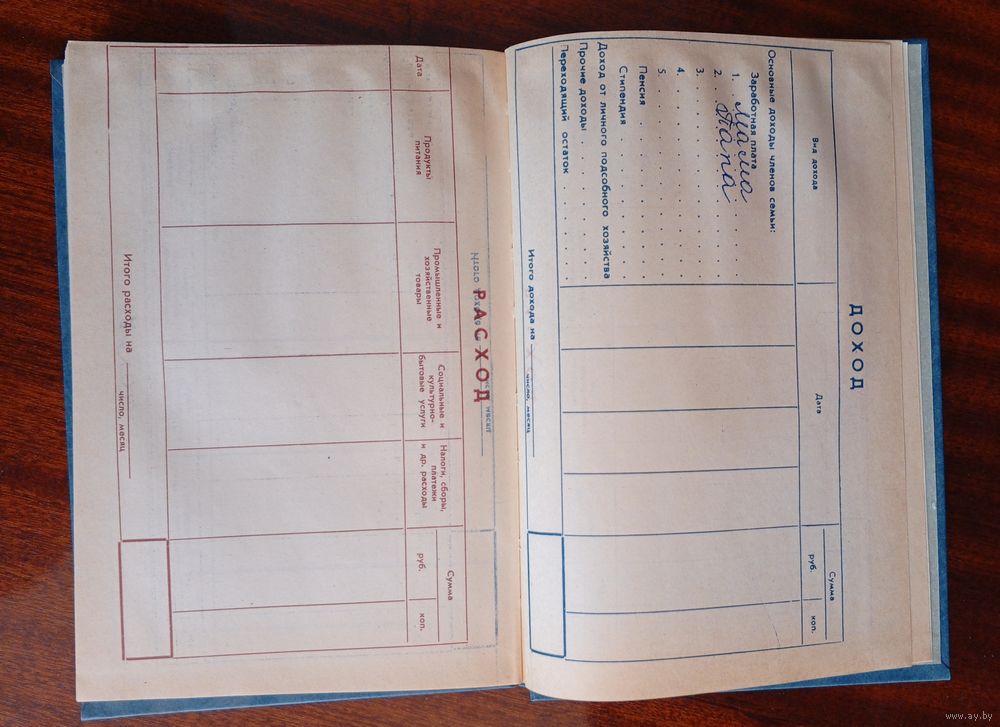 ДОХОД
Вид дохода
Дата
Сумма
руб.
коп.
Основные доходы членов семьи:
Заработная плата
1. Мама
2. Папа
3.
4.
5.
Пенсия
Стипендия
Доход от личного подсобного хозяйства
Прочие доходы
Переходящий остаток
Итого дохода на
число, месяц
РАСХОД
Дата
Продукты
питания
Промышленные и
хозяйственные
товары
Социальные и
культурно-
бытовые услуги
Налоги, сборы,
платежи
и др. расходы
Сумма
руб.
коп.
Итого расходы на
число, месяц
www.ay.by